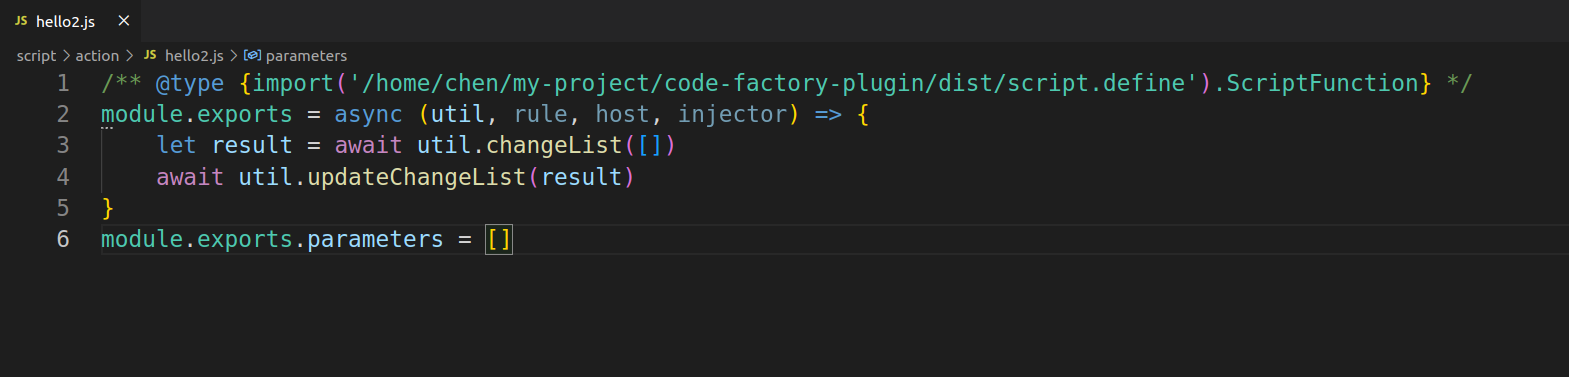 JS hello2.js ×
script > action > JS hello2.js > parameters
1 /** @type {import('/home/chen/my-project/code-factory-plugin/dist/script.define').ScriptFunction} */
2 module.exports = async (util, rule, host, injector) => {
3     let result = await util.changeList([])
4     await util.updateChangeList(result)
5 }
6 module.exports.parameters = []